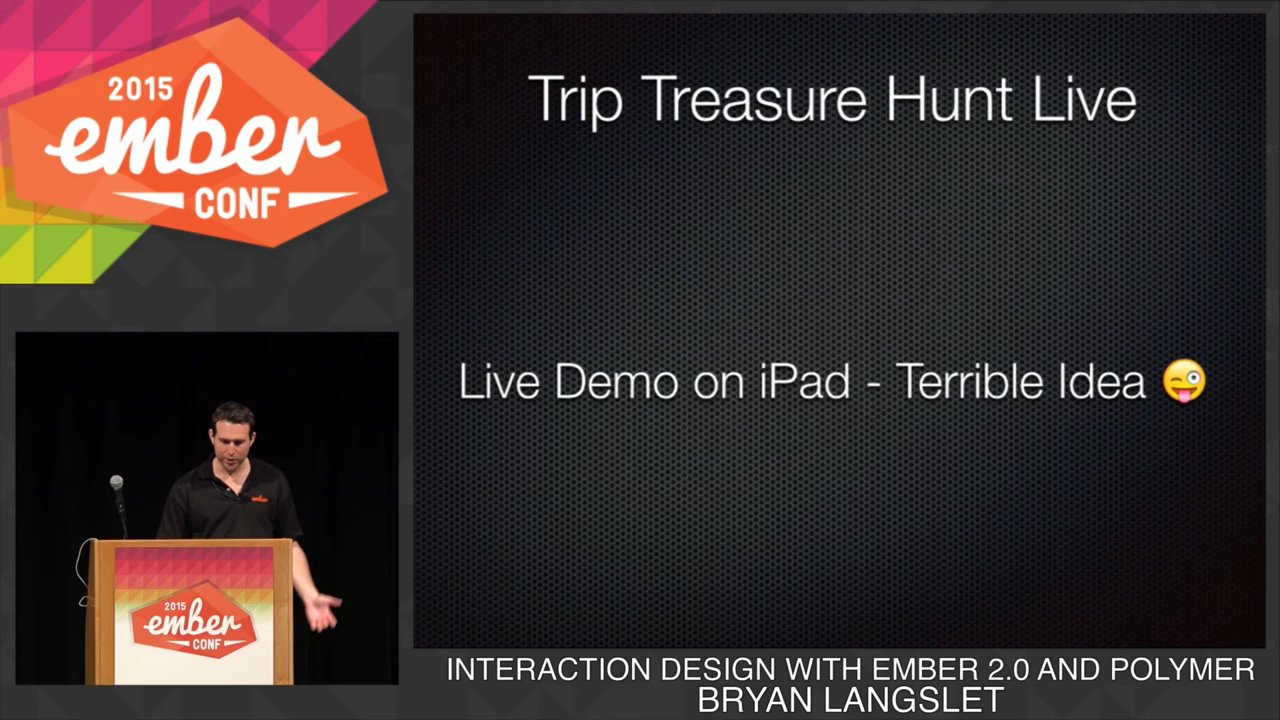 2015
ember
CONF
Trip Treasure Hunt Live
Live Demo on iPad - Terrible Idea 😜
2015
ember
CONF
INTERACTION DESIGN WITH EMBER 2.0 AND POLYMER
BRYAN LANGSLET